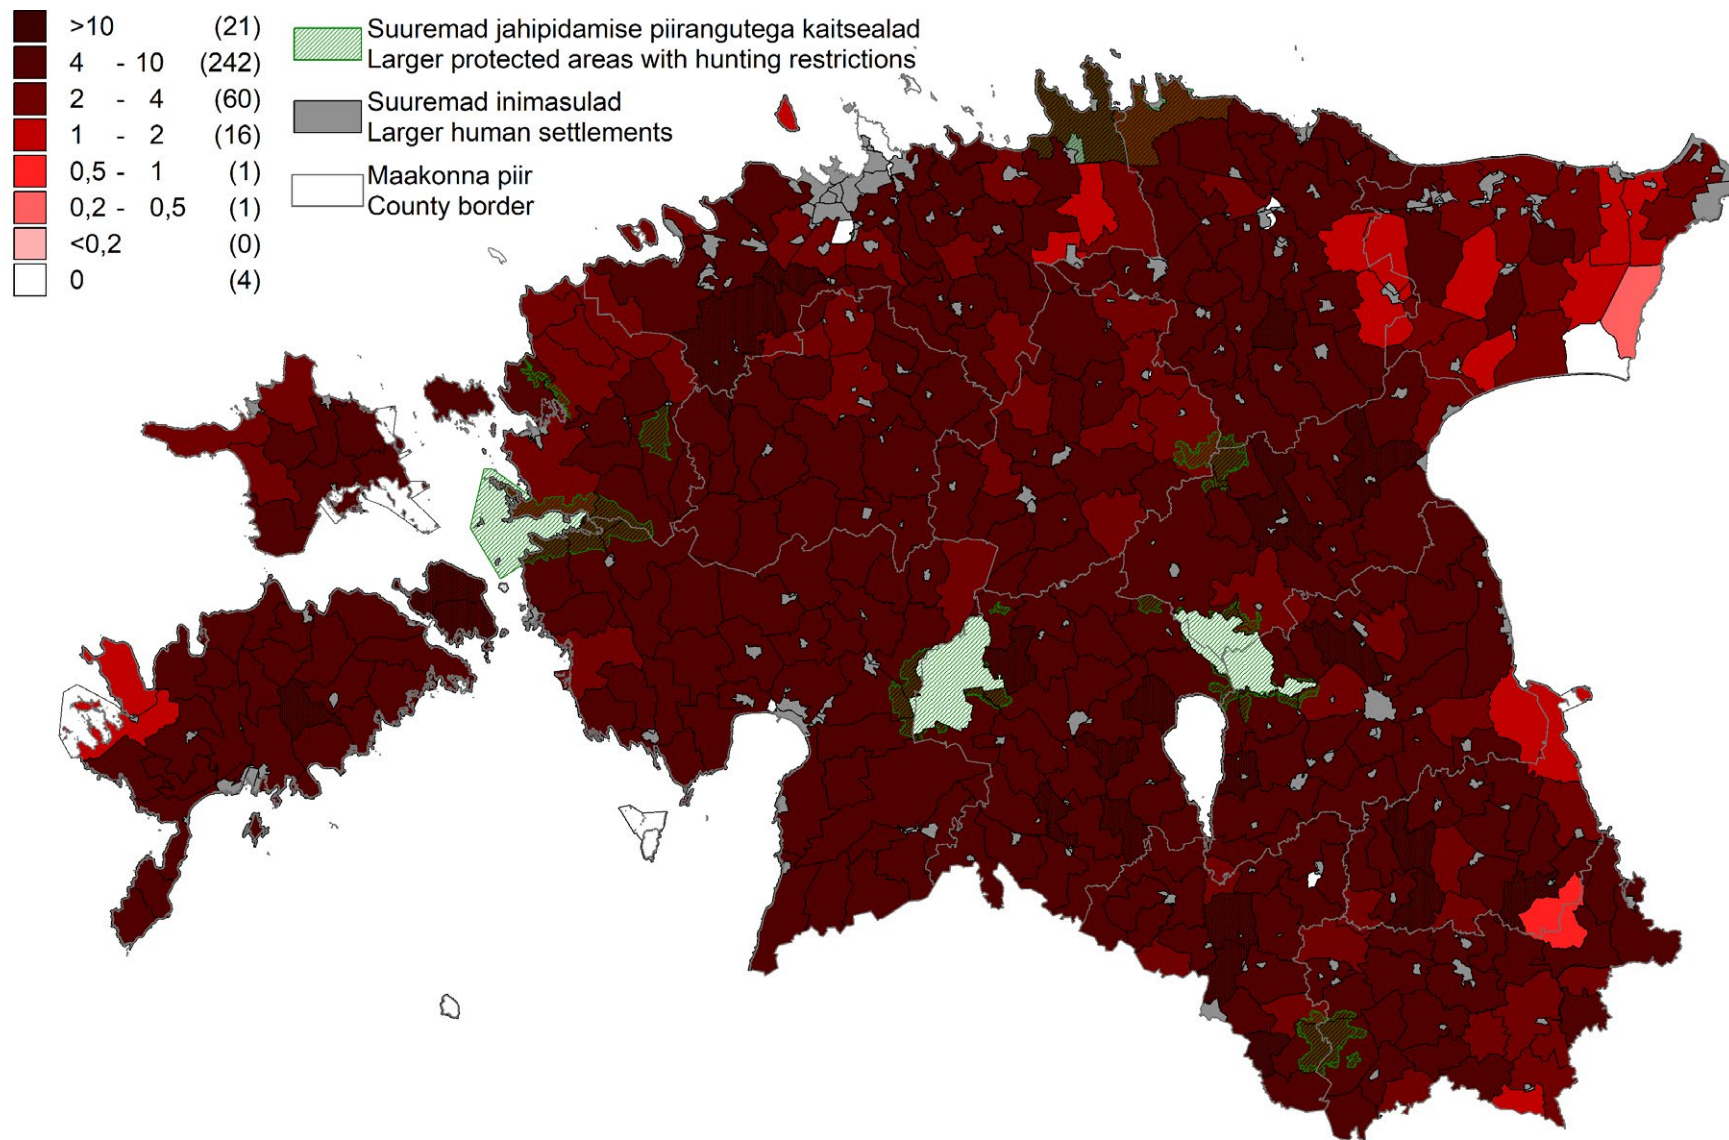 >10 (21)
4 - 10 (242)
2 - 4 (60)
1 - 2 (16)
0,5 - 1 (1)
0,2 - 0,5 (1)
<0,2 (0)
0 (4)
Suuremad jahipidamise piirangutega kaitsealad
Larger protected areas with hunting restrictions
Suuremad inimasulad
Larger human settlements
Maakonna piir
County border